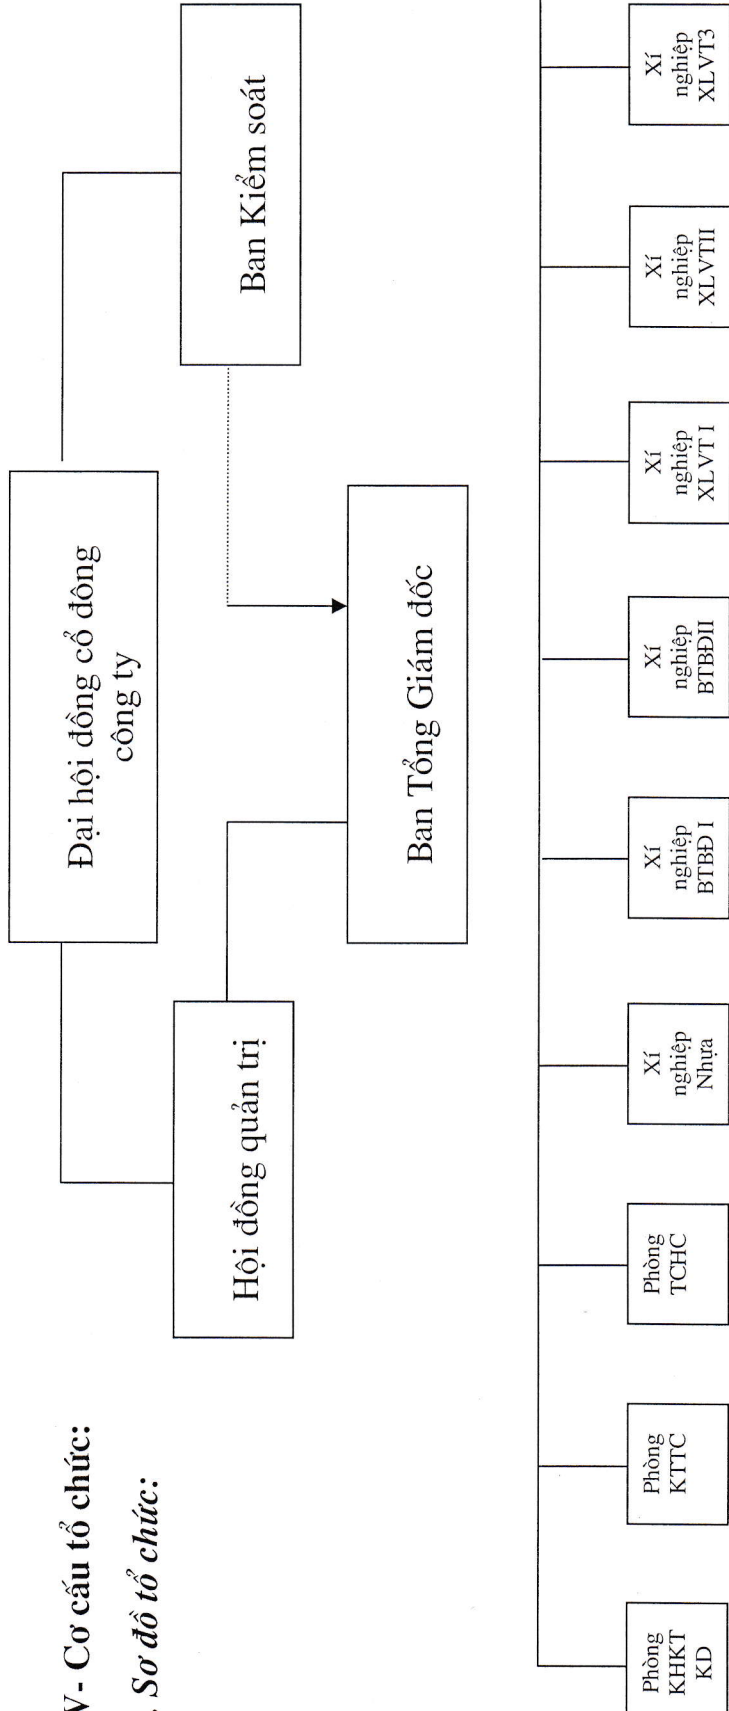 V- Cơ cấu tổ chức:
. Sơ đồ tổ chức:
Đại hội đồng cổ đông
công ty
Hội đồng quản trị
Ban Kiểm soát
Ban Tổng Giám đốc
Phòng
KHKT
KD
Phòng
KTTC
Phòng
TCHC
Xí
nghiệp
Nhựa
Xí
nghiệp
BTBĐ I
Xí
nghiệp
BTBĐII
Xí
nghiệp
XLVT I
Xí
nghiệp
XLVTII
Xí
nghiệp
XLVT3